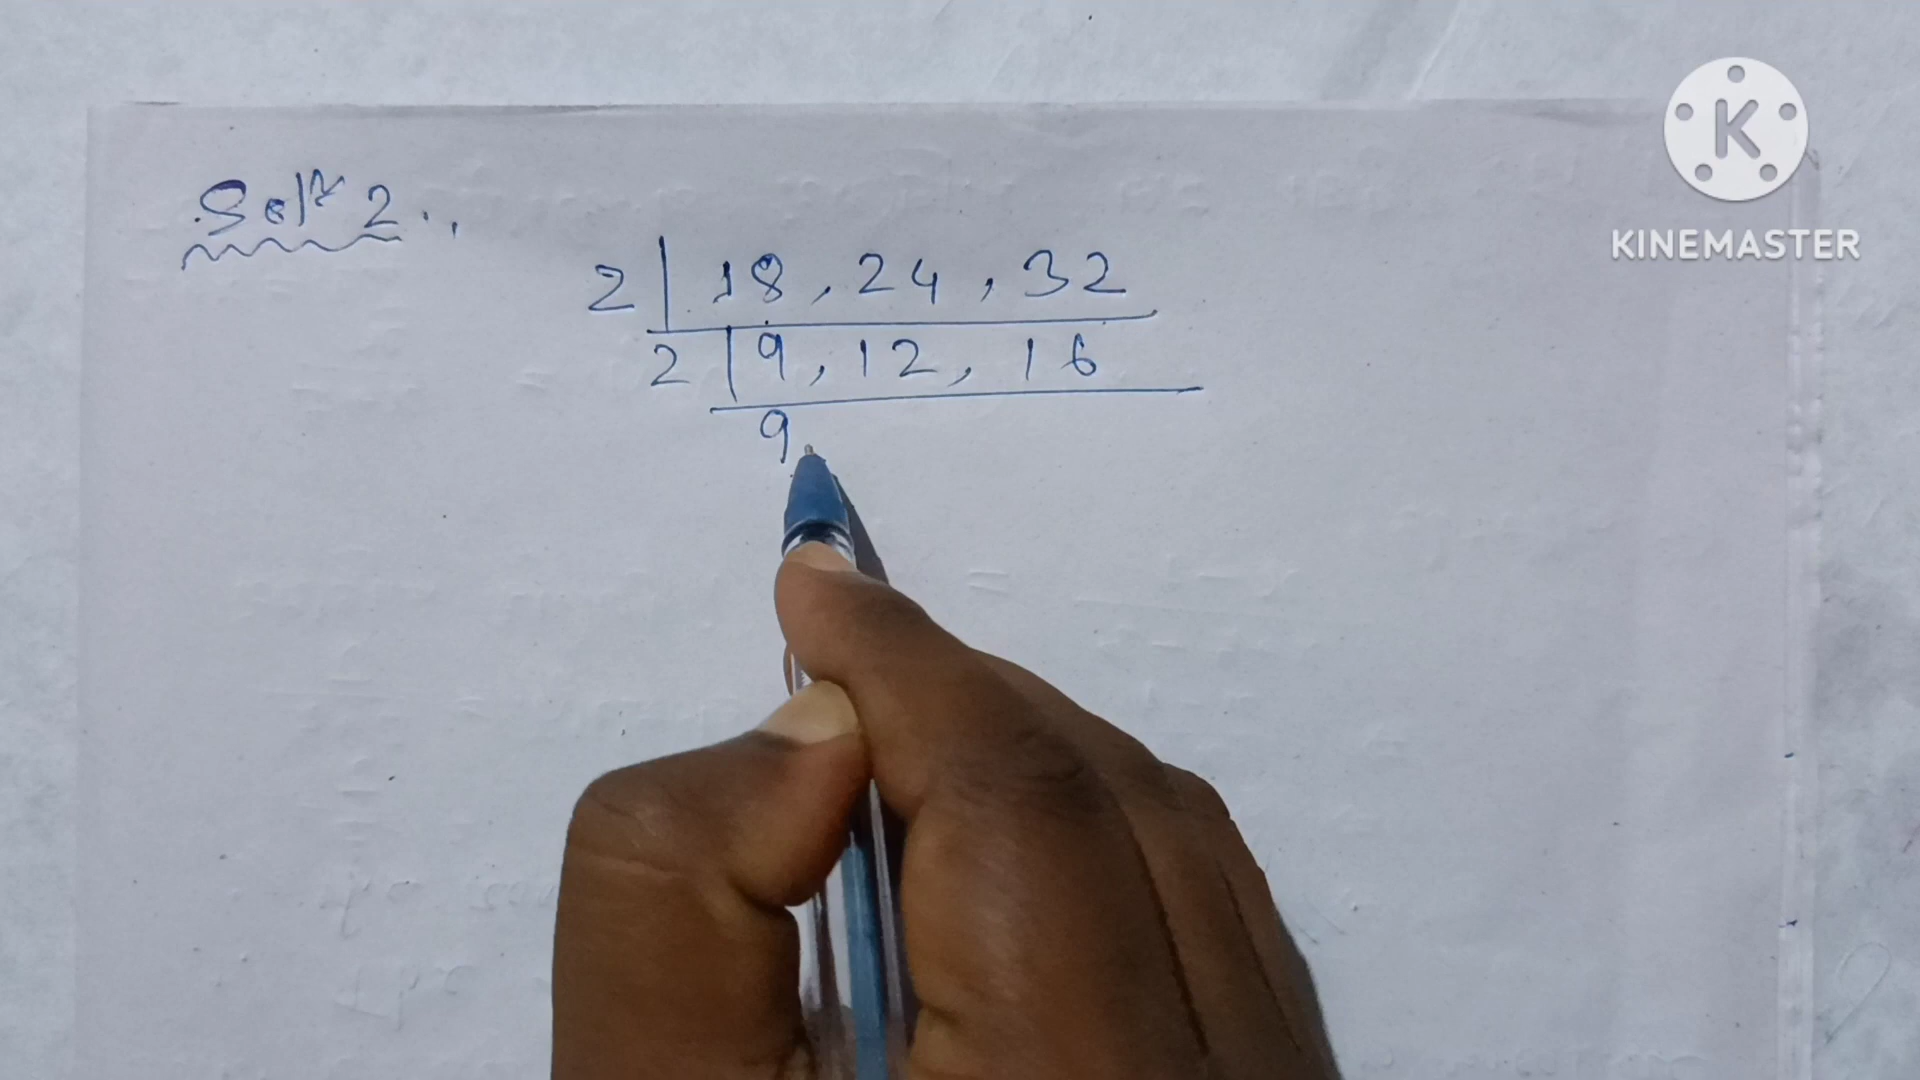 Solⁿ 2.
2 | 18, 24, 32
2 | 9, 12, 16
9
K
KINEMASTER